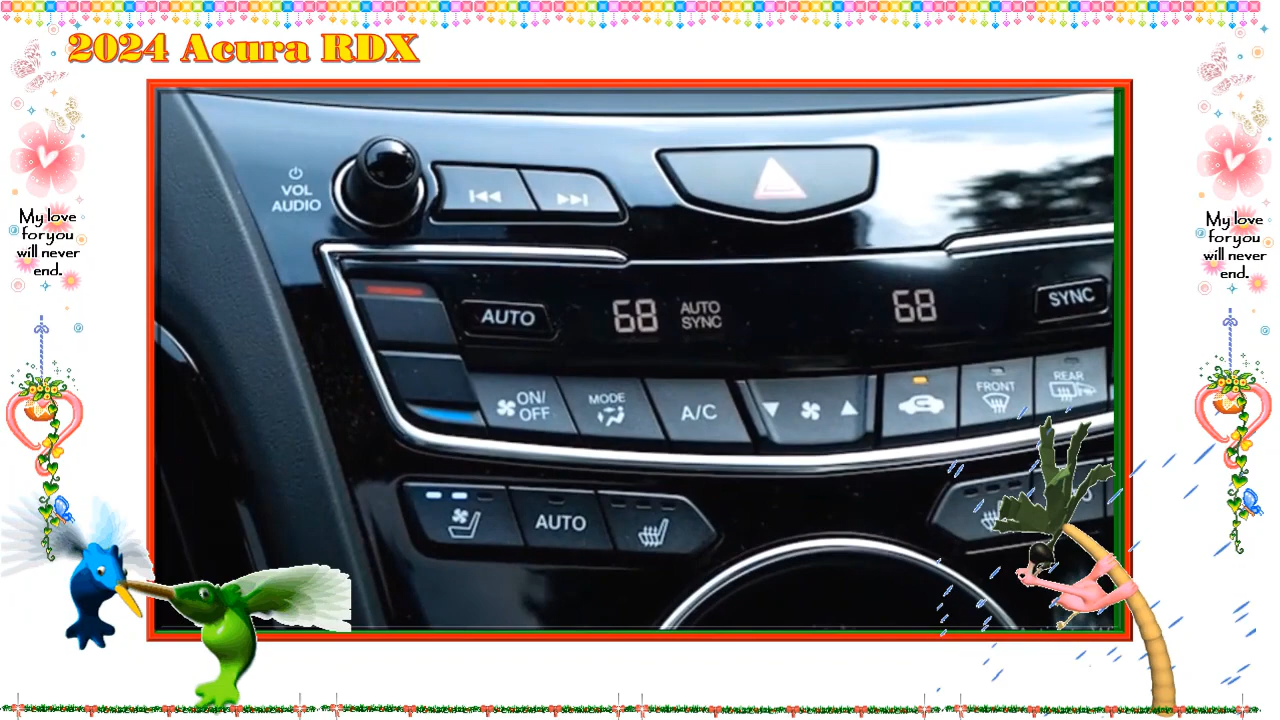 2024 Acura RDX
My love
for you
will never
end.
My love
for you
will never
end.
VOL
AUDIO
AUTO
68
AUTO
SYNC
68
SYNC
ON/
OFF
MODE
A/C
FRONT
REAR
AUTO